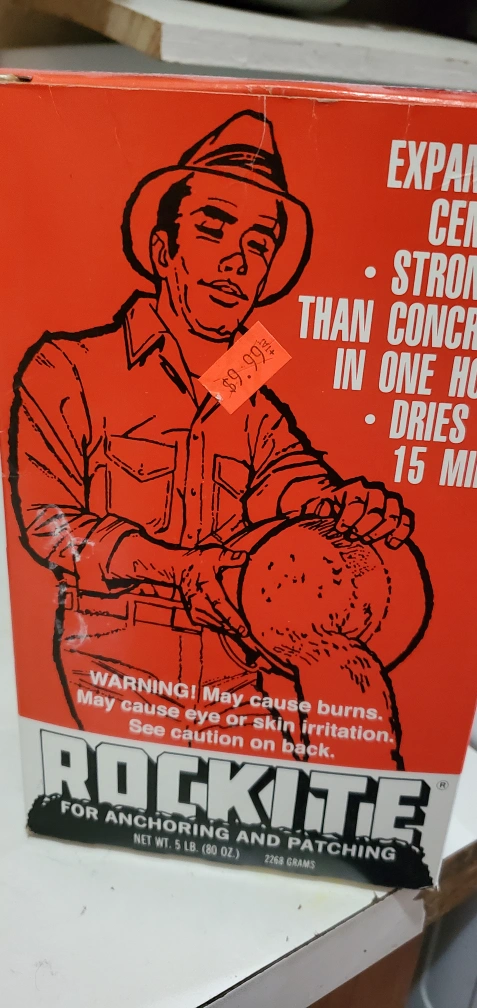 EXPAN
CEM
• STRON
THAN CONCR
IN ONE HO
• DRIES
15 MI
WARNING! May cause burns.
May cause eye or skin irritation.
See caution on back.
ROCKITE®
FOR ANCHORING AND PATCHING
NET WT. 5 LB. (80 OZ.) 2268 GRAMS